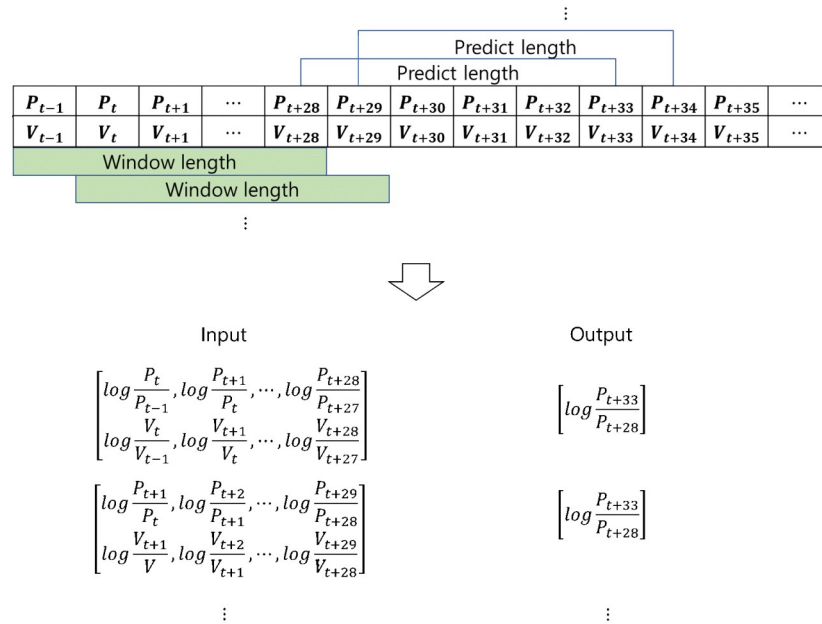 ⋮
Predict length
Predict length
P_{t−1} P_t P_{t+1} ⋯ P_{t+28} P_{t+29} P_{t+30} P_{t+31} P_{t+32} P_{t+33} P_{t+34} P_{t+35} ⋯
V_{t−1} V_t V_{t+1} ⋯ V_{t+28} V_{t+29} V_{t+30} V_{t+31} V_{t+32} V_{t+33} V_{t+34} V_{t+35} ⋯
Window length
Window length
⋮
Input Output
[log P_t/P_{t−1}, log P_{t+1}/P_t, ⋯, log P_{t+28}/P_{t+27}
log V_t/V_{t−1}, log V_{t+1}/V_t, ⋯, log V_{t+28}/V_{t+27}]
[log P_{t+33}/P_{t+28}]
[log P_{t+1}/P_t, log P_{t+2}/P_{t+1}, ⋯, log P_{t+29}/P_{t+28}
log V_{t+1}/V, log V_{t+2}/V_{t+1}, ⋯, log V_{t+29}/V_{t+28}]
[log P_{t+33}/P_{t+28}]
⋮ ⋮